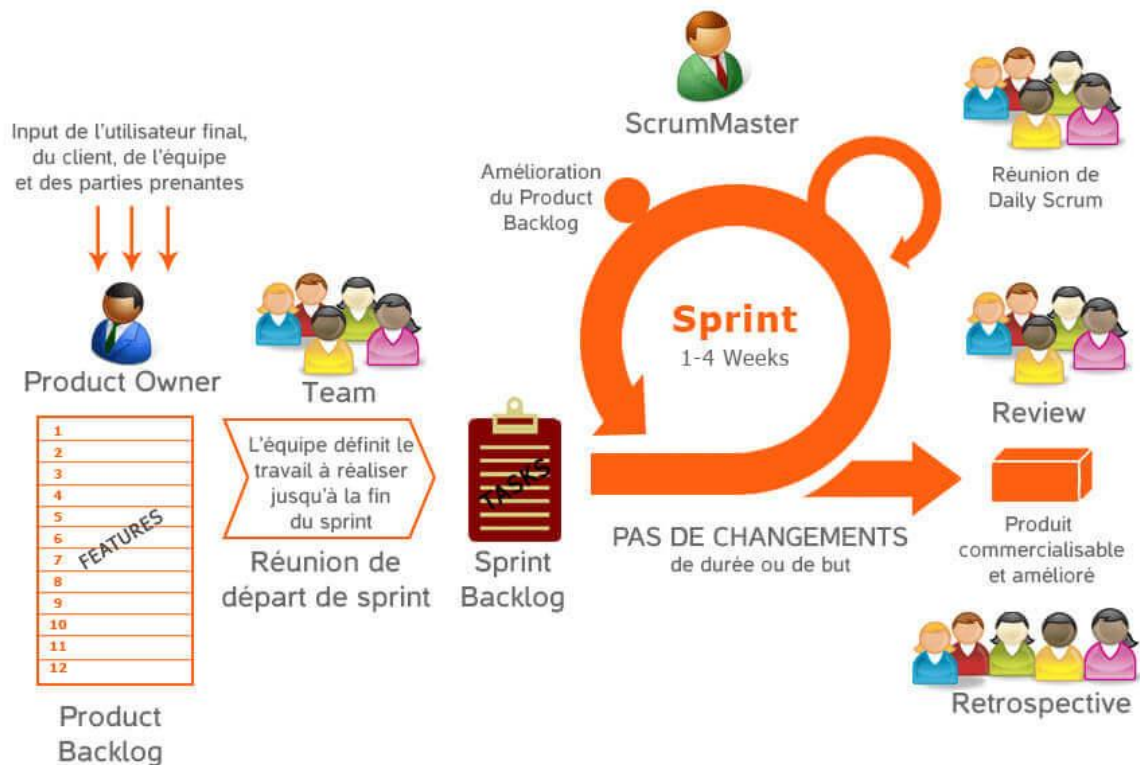 Input de l'utilisateur final,
du client, de l'équipe
et des parties prenantes
Product Owner
1
2
3
4
5
6
7
8
9
10
11
12
FEATURES
Product
Backlog
Team
L'équipe définit le
travail à réaliser
jusqu'à la fin
du sprint
Réunion de
départ de sprint
TASKS
Sprint
Backlog
ScrumMaster
Amélioration
du Product
Backlog
Sprint
1-4 Weeks
PAS DE CHANGEMENTS
de durée ou de but
Réunion de
Daily Scrum
Review
Produit
commercialisable
et amélioré
Retrospective